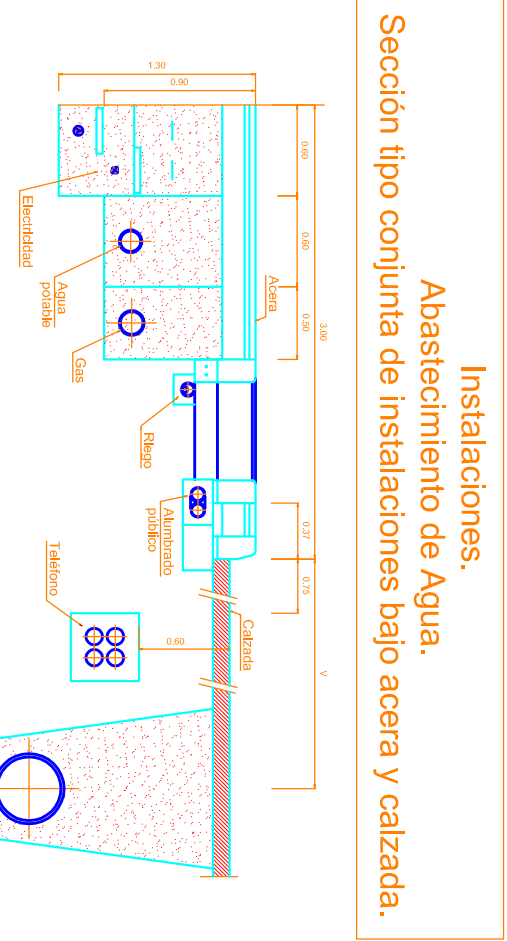 Instalaciones.
Abastecimiento de Agua.
Sección tipo conjunta de instalaciones bajo acera y calzada.
3.00
V
0.60
0.60
0.50
0.37
0.75
1.30
0.90
Acera
Calzada
0.60
Electricidad
Agua
potable
Gas
Riego
Alumbrado
público
Teléfono